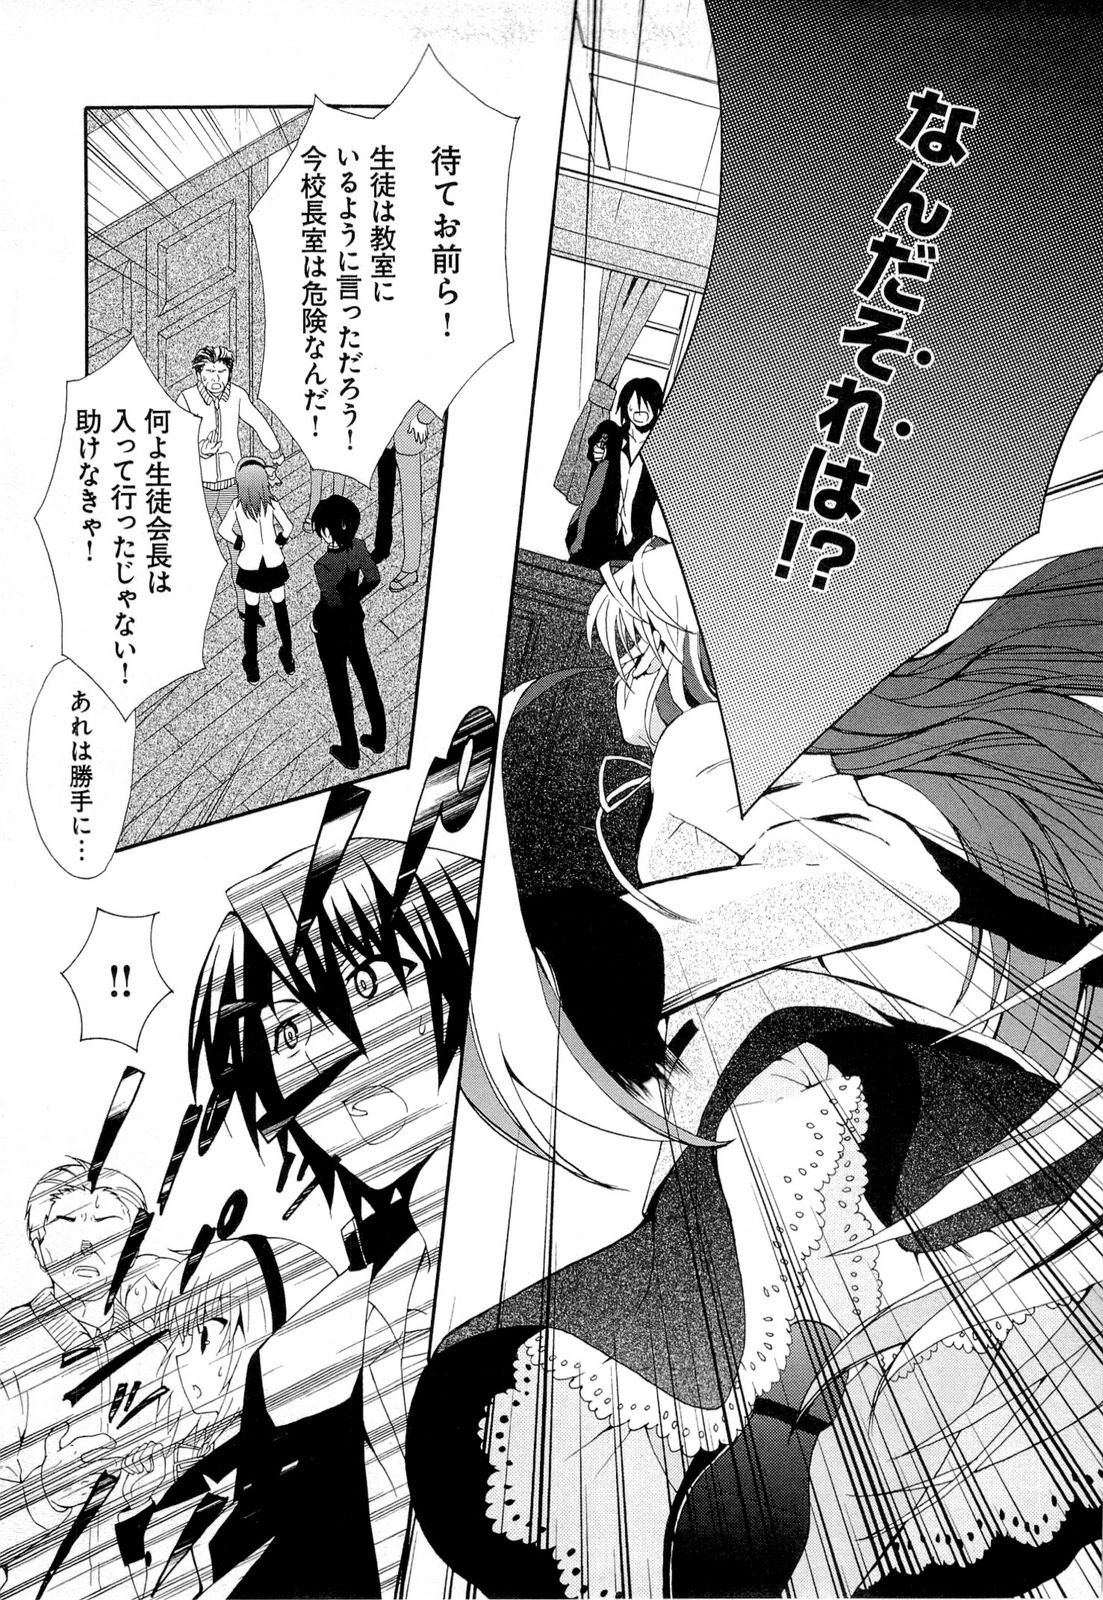 なんだそれは!?
待てお前ら!
生徒は教室に
いるように言っただろう!
今校長室は危険なんだ!
何よ生徒会長は
入って行ったじゃない!
助けなきゃ!
あれは勝手に…
!!